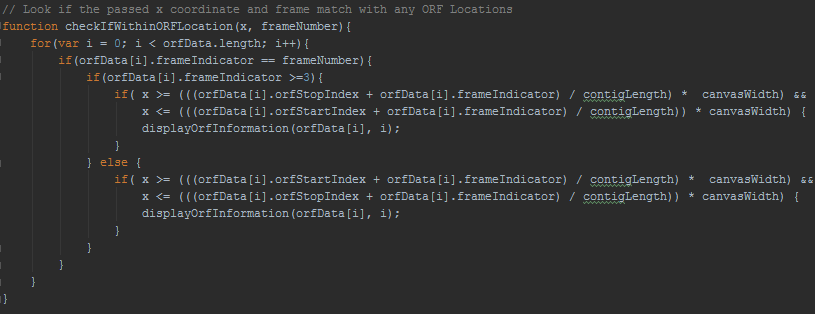 // Look if the passed x coordinate and frame match with any ORF Locations
function checkIfWithinORFLocation(x, frameNumber){
    for(var i = 0; i < orfData.length; i++){
        if(orfData[i].frameIndicator == frameNumber){
            if(orfData[i].frameIndicator >=3){
                if( x >= (((orfData[i].orfStopIndex + orfData[i].frameIndicator) / contigLength) *  canvasWidth) &&
                    x <= (((orfData[i].orfStartIndex + orfData[i].frameIndicator) / contigLength)) * canvasWidth) {
                    displayOrfInformation(orfData[i], i);
                }
            } else {
                if( x >= (((orfData[i].orfStartIndex + orfData[i].frameIndicator) / contigLength) *  canvasWidth) &&
                    x <= (((orfData[i].orfStopIndex + orfData[i].frameIndicator) / contigLength)) * canvasWidth) {
                    displayOrfInformation(orfData[i], i);
                }
            }
        }
    }
}